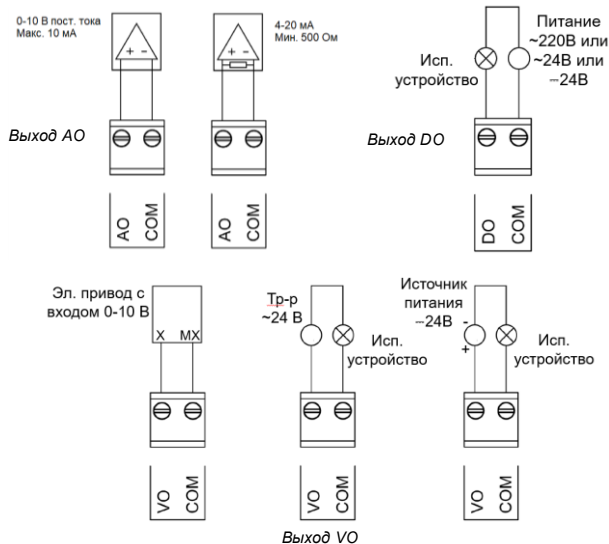 0-10 В пост. тока
Макс. 10 мА
+ -
4-20 мА
Мин. 500 Ом
+ -
Питание
~220В или
~24В или
⎓24В
Исп.
устройство
Выход AO
Выход DO
AO
COM
AO
COM
DO
COM
Эл. привод с
входом 0-10 В
X MX
Тр-р
~24 В
Исп.
устройство
Источник
питания
⎓24В
-
+
Исп.
устройство
VO
COM
VO
COM
VO
COM
Выход VO